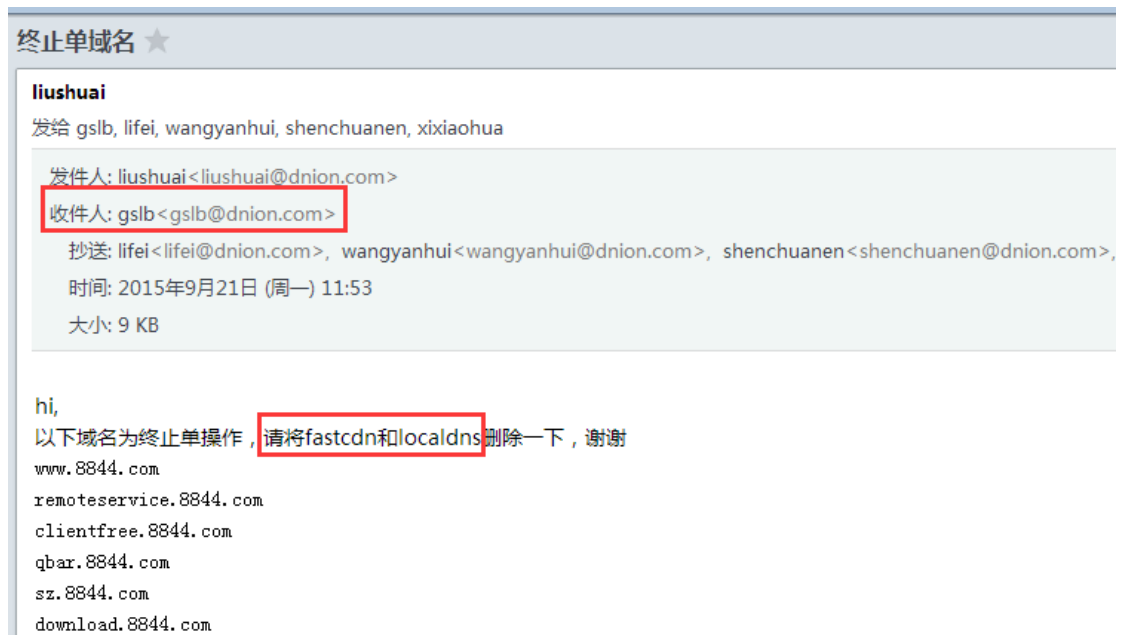 终止单域名
liushuai
发给 gslb, lifei, wangyanhui, shenchuanen, xixiaohua
发件人: liushuai<liushuai@dnion.com>
收件人: gslb<gslb@dnion.com>
抄送: lifei<lifei@dnion.com>, wangyanhui<wangyanhui@dnion.com>, shenchuanen<shenchuanen@dnion.com>,
时间: 2015年9月21日 (周一) 11:53
大小: 9 KB
hi,
以下域名为终止单操作，请将fastcdn和localdns删除一下，谢谢
www.8844.com
remoteservice.8844.com
clientfree.8844.com
qbar.8844.com
sz.8844.com
download.8844.com